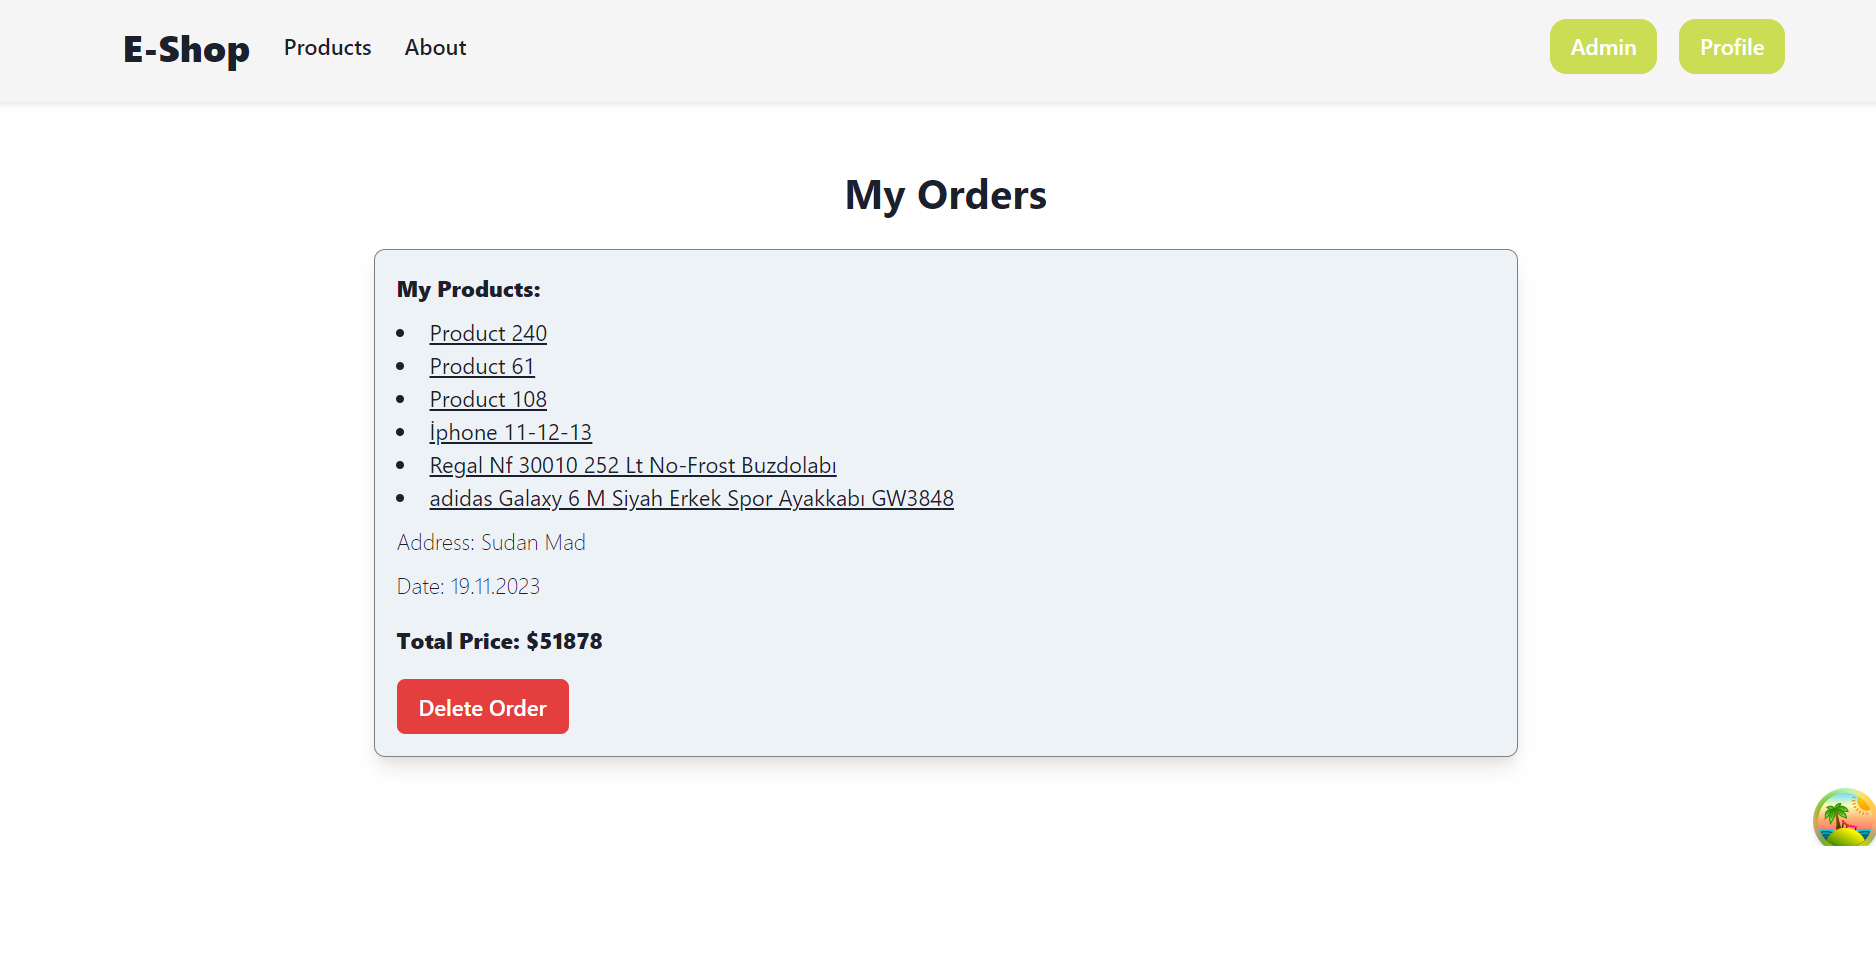 E-Shop Products About Admin Profile
My Orders
My Products:
Product 240
Product 61
Product 108
İphone 11-12-13
Regal Nf 30010 252 Lt No-Frost Buzdolabı
adidas Galaxy 6 M Siyah Erkek Spor Ayakkabı GW3848
Address: Sudan Mad
Date: 19.11.2023
Total Price: $51878
Delete Order